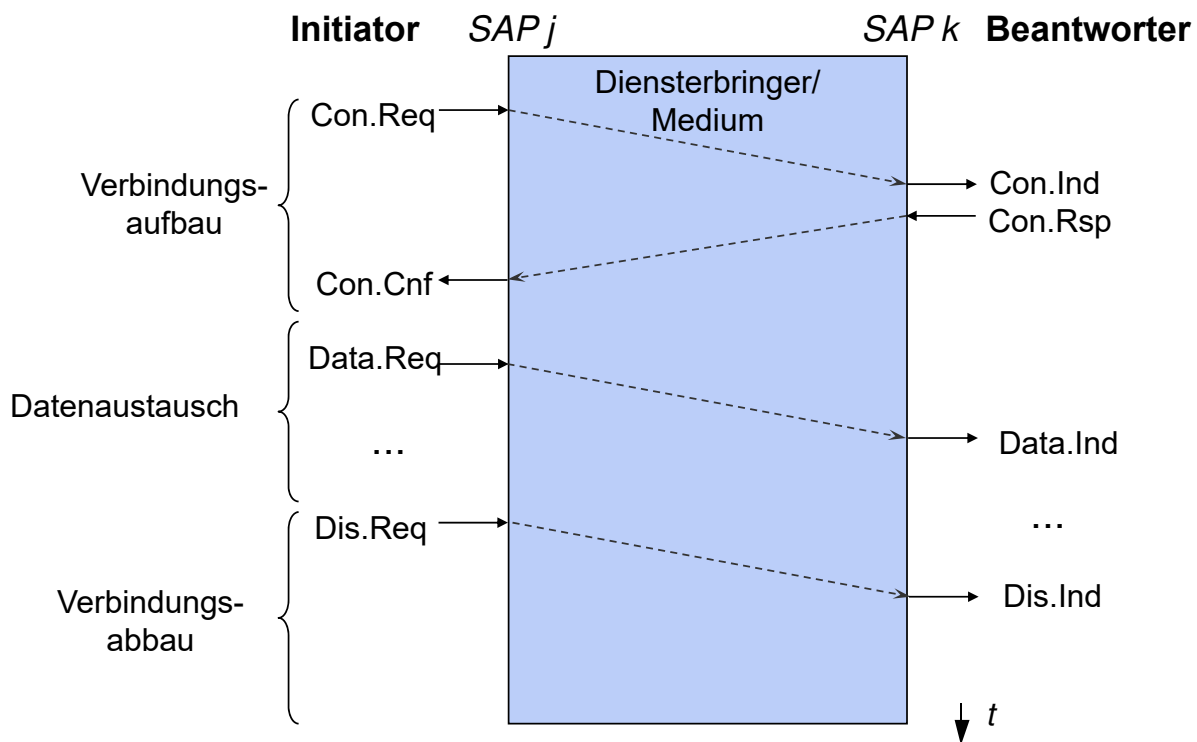 Initiator SAP j SAP k Beantworter
Diensterbringer/
Medium
Con.Req
Verbindungs-
aufbau
Con.Ind
Con.Rsp
Con.Cnf
Data.Req
Datenaustausch
...
Data.Ind
...
Dis.Req
Verbindungs-
abbau
Dis.Ind
t